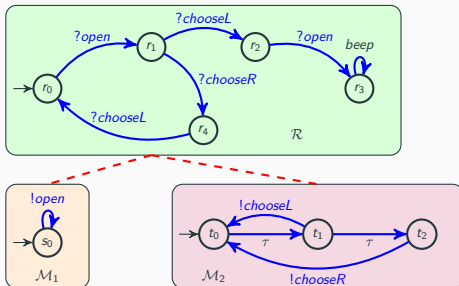 ?open
?chooseL
?open
beep
r0
r1
r2
r3
?chooseR
?chooseL
r4
R
!open
s0
M1
!chooseL
t0
τ
t1
τ
t2
M2
!chooseR